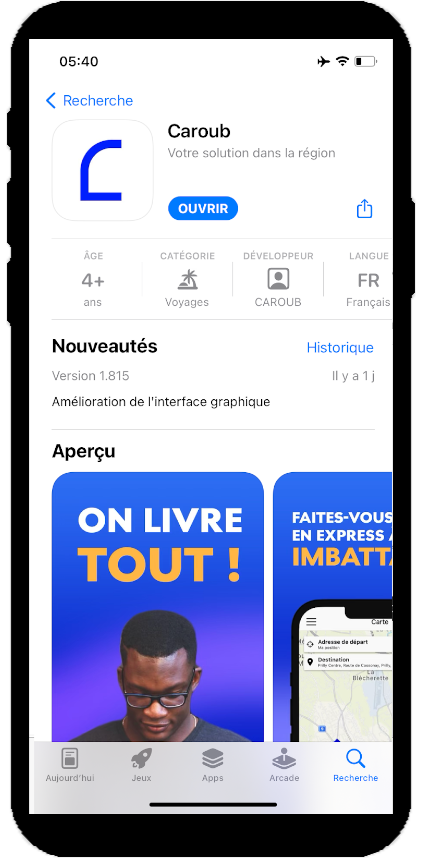 05:40
Recherche
Caroub
Votre solution dans la région
OUVRIR
ÂGE
4+
ans
CATÉGORIE
Voyages
DÉVELOPPEUR
CAROUB
LANGUE
FR
Français
Nouveautés
Historique
Version 1.815
Il y a 1 j
Amélioration de l'interface graphique
Aperçu
ON LIVRE
TOUT !
FAITES-VOUS
EN EXPRESS
IMBATTA
Carte
Adresse de départ
Ma position
Destination
La
Blécherette
Aujourd'hui
Jeux
Apps
Arcade
Recherche